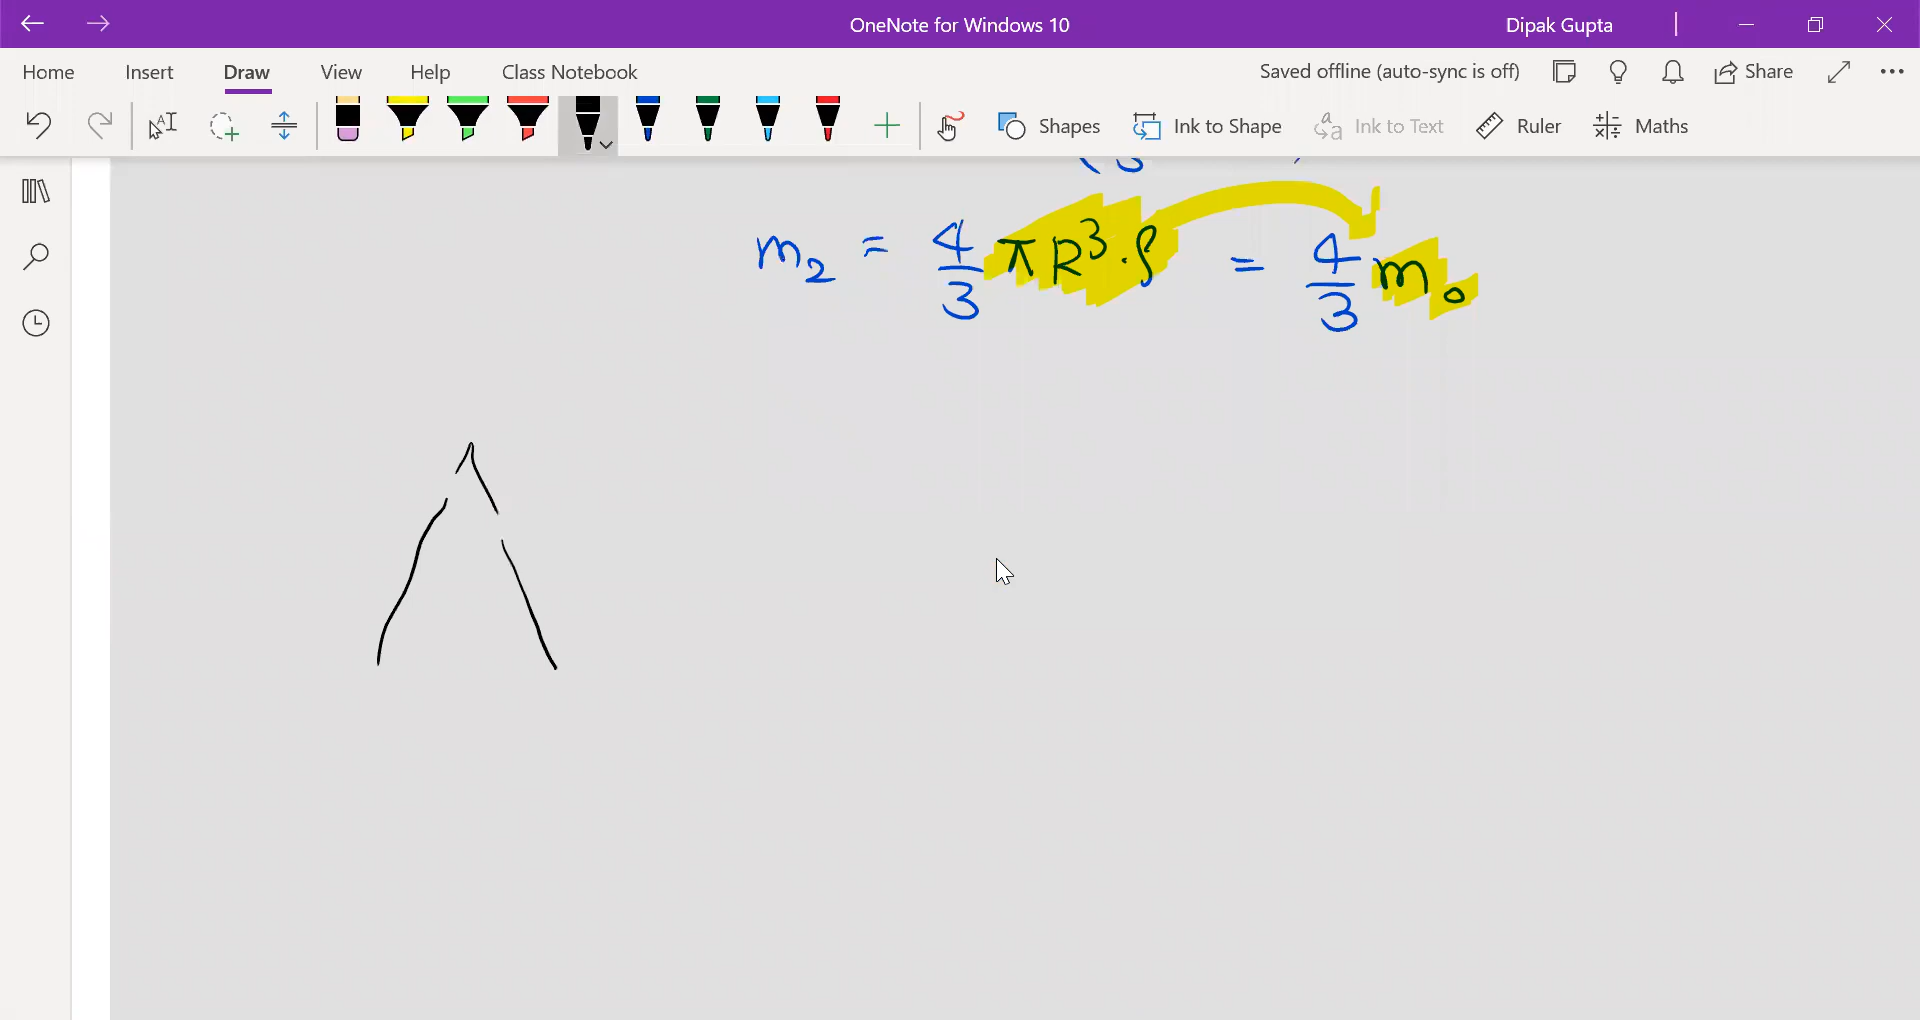 OneNote for Windows 10
Dipak Gupta
Home Insert Draw View Help Class Notebook
Saved offline (auto-sync is off) Share
Shapes Ink to Shape Ink to Text Ruler Maths
m₂ = 4/3 πR³·ρ = 4/3 m₀